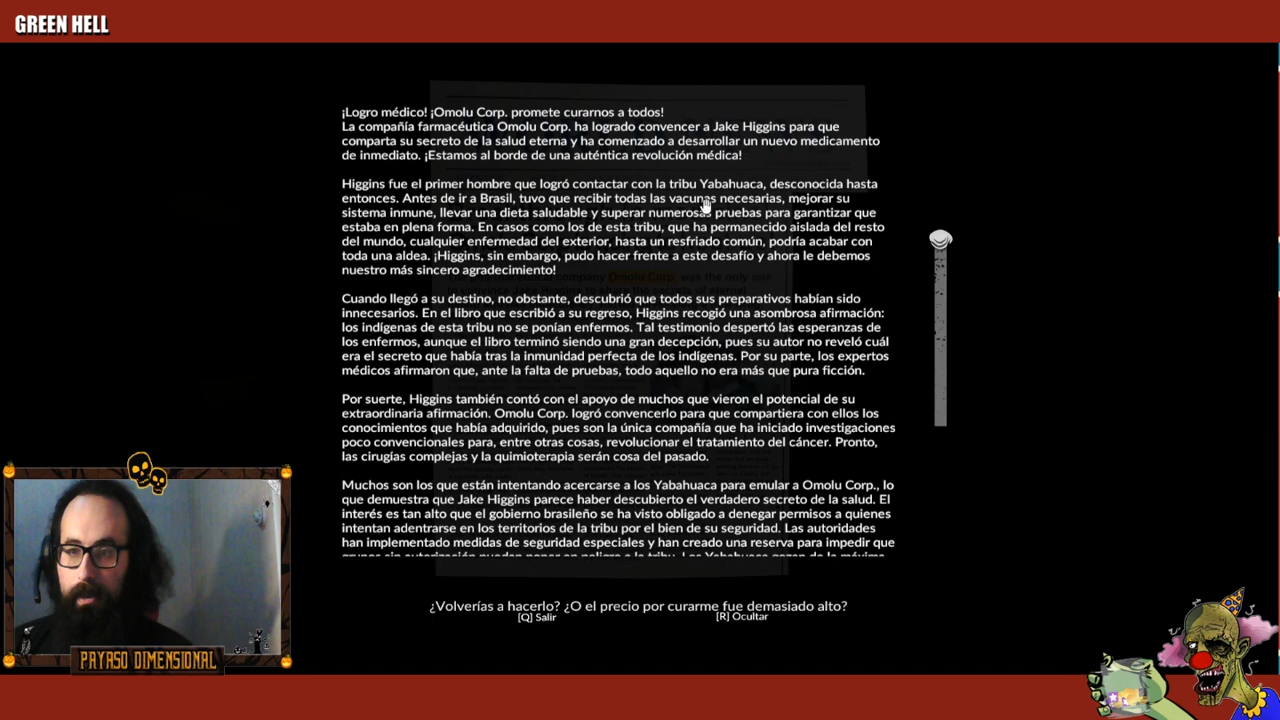 GREEN HELL
¡Logro médico! ¡Omolu Corp. promete curarnos a todos!
La compañía farmacéutica Omolu Corp. ha logrado convencer a Jake Higgins para que
comparta su secreto de la salud eterna y ha comenzado a desarrollar un nuevo medicamento
de inmediato. ¡Estamos al borde de una auténtica revolución médica!
Higgins fue el primer hombre que logró contactar con la tribu Yabahuaca, desconocida hasta
entonces. Antes de ir a Brasil, tuvo que recibir todas las vacunas necesarias, mejorar su
sistema inmune, llevar una dieta saludable y superar numerosas pruebas para garantizar que
estaba en plena forma. En casos como los de esta tribu, que ha permanecido aislada del resto
del mundo, cualquier enfermedad del exterior, hasta un resfriado común, podría acabar con
toda una aldea. ¡Higgins, sin embargo, pudo hacer frente a este desafío y ahora le debemos
nuestro más sincero agradecimiento!
Cuando llegó a su destino, no obstante, descubrió que todos sus preparativos habían sido
innecesarios. En el libro que escribió a su regreso, Higgins recogió una asombrosa afirmación:
los indígenas de esta tribu no se ponían enfermos. Tal testimonio despertó las esperanzas de
los enfermos, aunque el libro terminó siendo una gran decepción, pues su autor no reveló cuál
era el secreto que había tras la inmunidad perfecta de los indígenas. Por su parte, los expertos
médicos afirmaron que, ante la falta de pruebas, todo aquello no era más que pura ficción.
Por suerte, Higgins también contó con el apoyo de muchos que vieron el potencial de su
extraordinaria afirmación. Omolu Corp. logró convencerlo para que compartiera con ellos los
conocimientos que había adquirido, pues son la única compañía que ha iniciado investigaciones
poco convencionales para, entre otras cosas, revolucionar el tratamiento del cáncer. Pronto,
las cirugías complejas y la quimioterapia serán cosa del pasado.
Muchos son los que están intentando acercarse a los Yabahuaca para emular a Omolu Corp., lo
que demuestra que Jake Higgins parece haber descubierto el verdadero secreto de la salud. El
interés es tan alto que el gobierno brasileño se ha visto obligado a denegar permisos a quienes
intentan adentrarse en los territorios de la tribu por el bien de su seguridad. Las autoridades
han implementado medidas de seguridad especiales y han creado una reserva para impedir que
¿Volverías a hacerlo? ¿O el precio por curarme fue demasiado alto?
[Q] Salir
[R] Ocultar
PAYASO DIMENSIONAL